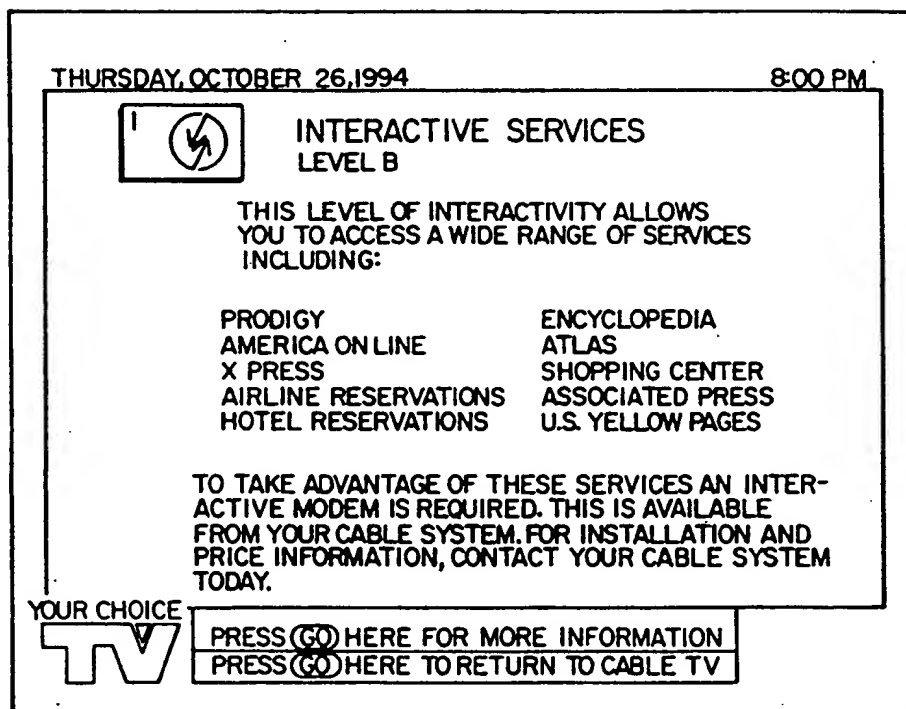 THURSDAY, OCTOBER 26, 1994 8:00 PM
1
INTERACTIVE SERVICES
LEVEL B
THIS LEVEL OF INTERACTIVITY ALLOWS
YOU TO ACCESS A WIDE RANGE OF SERVICES
INCLUDING:
PRODIGY ENCYCLOPEDIA
AMERICA ON LINE ATLAS
X PRESS SHOPPING CENTER
AIRLINE RESERVATIONS ASSOCIATED PRESS
HOTEL RESERVATIONS U.S. YELLOW PAGES
TO TAKE ADVANTAGE OF THESE SERVICES AN INTER-
ACTIVE MODEM IS REQUIRED. THIS IS AVAILABLE
FROM YOUR CABLE SYSTEM. FOR INSTALLATION AND
PRICE INFORMATION, CONTACT YOUR CABLE SYSTEM
TODAY.
YOUR CHOICE
TV
PRESS GO HERE FOR MORE INFORMATION
PRESS GO HERE TO RETURN TO CABLE TV